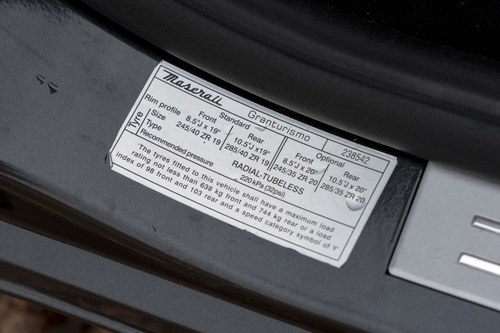 Maserati Granturismo 238542
Standard Optional
Front Rear Front Rear
Rim profile 8.5"J x 19" 10.5"J x 19" 8.5"J x 20" 10.5"J x 20"
Tyre Size 245/40 ZR 19 285/40 ZR 19 245/35 ZR 20 285/35 ZR 20
Type RADIAL-TUBELESS
Recommended pressure 220 kPa (32psi)
"The tyres fitted to this vehicle shall have a maximum load
rating not less than 638 kg front and 744 kg rear or a load
index of 98 front and 103 rear and a speed category symbol of Y"